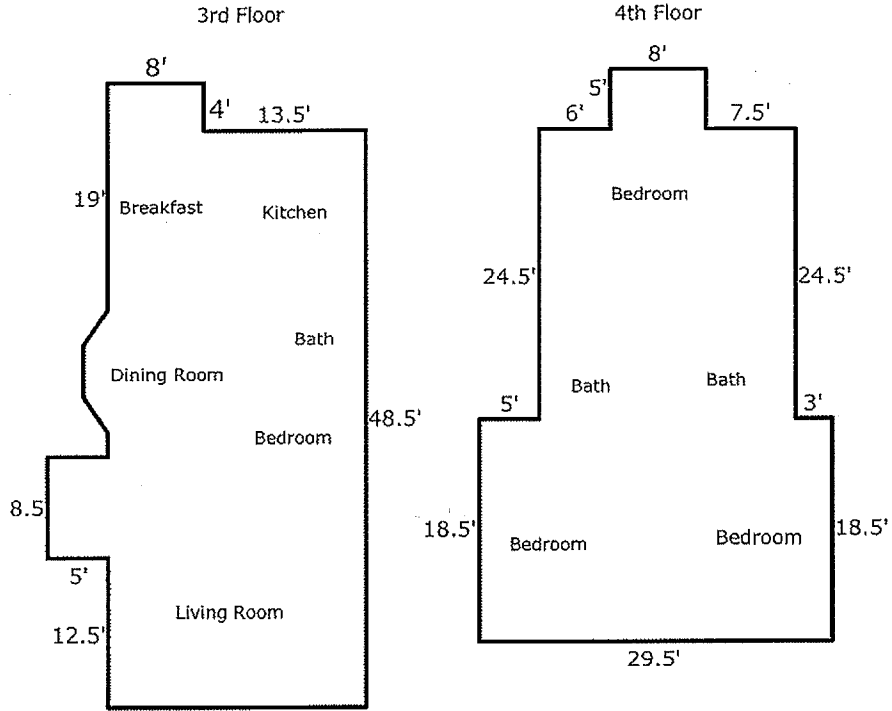 3rd Floor
8'
4'
13.5'
19'
Breakfast
Kitchen
Bath
Dining Room
48.5'
Bedroom
8.5
5'
Living Room
12.5'
4th Floor
8'
5'
6'
7.5'
Bedroom
24.5'
24.5'
Bath
Bath
5'
3'
18.5'
18.5'
Bedroom
Bedroom
29.5'